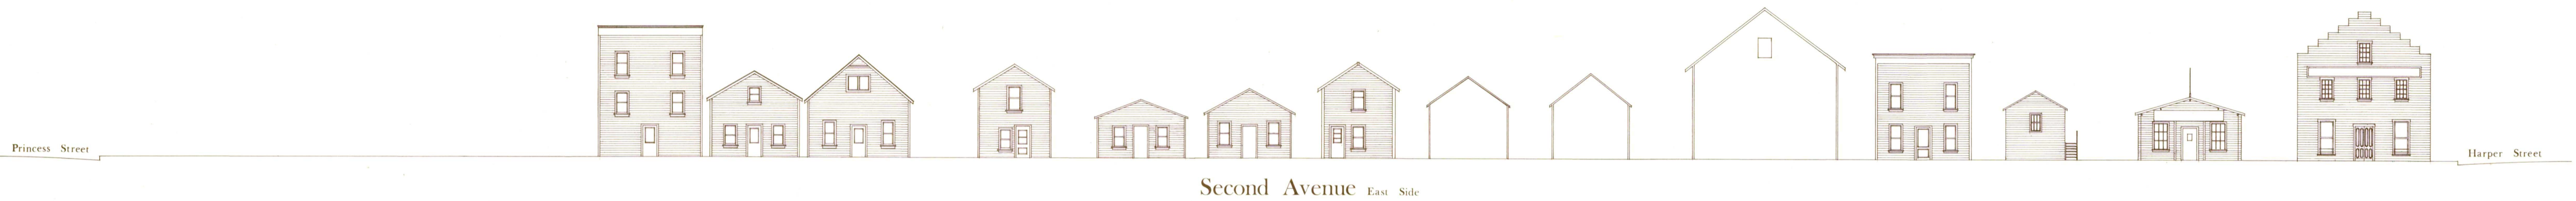 Princess Street
Harper Street
Second Avenue East Side